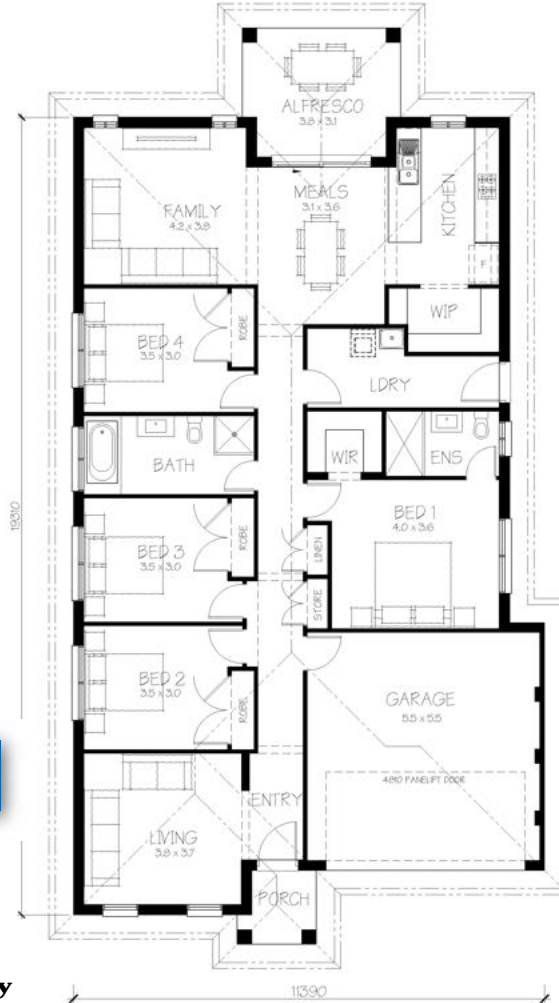 ALFRESCO
3.8 x 3.1
MEALS
3.1 x 3.6
KITCHEN
FAMILY
4.2 x 3.8
F
WIP
BED 4
3.5 x 3.0
ROBE
LDRY
BATH
WIR
ENS
BED 1
4.0 x 3.6
19310
BED 3
3.5 x 3.0
ROBE
LINEN
STORE
BED 2
3.5 x 3.0
ROBE
GARAGE
5.5 x 5.5
4810 PANELIFT DOOR
ENTRY
LIVING
3.8 x 3.7
PORCH
y
11390